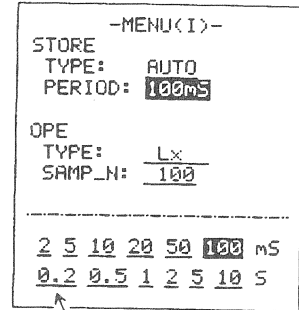 -MENU(I)-
STORE
TYPE: AUTO
PERIOD: 100mS
OPE
TYPE: Lx
SAMP_N: 100
2 5 10 20 50 100 mS
0.2 0.5 1 2 5 10 S